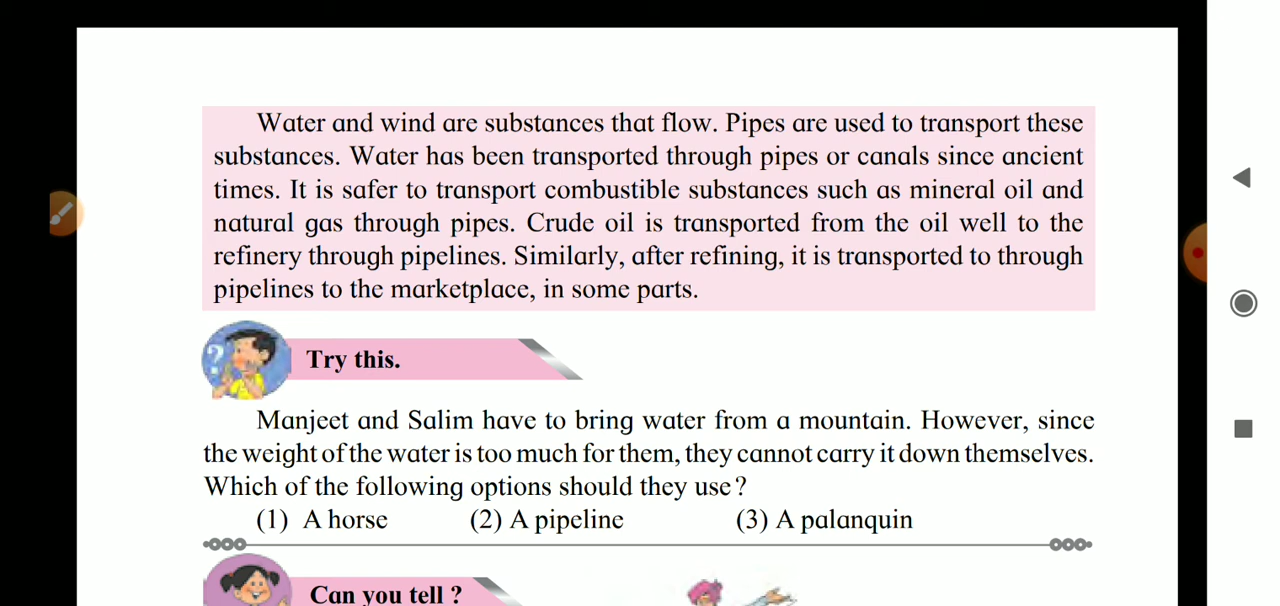 Water and wind are substances that flow. Pipes are used to transport these
substances. Water has been transported through pipes or canals since ancient
times. It is safer to transport combustible substances such as mineral oil and
natural gas through pipes. Crude oil is transported from the oil well to the
refinery through pipelines. Similarly, after refining, it is transported to through
pipelines to the marketplace, in some parts.
?
Try this.
Manjeet and Salim have to bring water from a mountain. However, since
the weight of the water is too much for them, they cannot carry it down themselves.
Which of the following options should they use?
(1) A horse (2) A pipeline (3) A palanquin
Can you tell ?